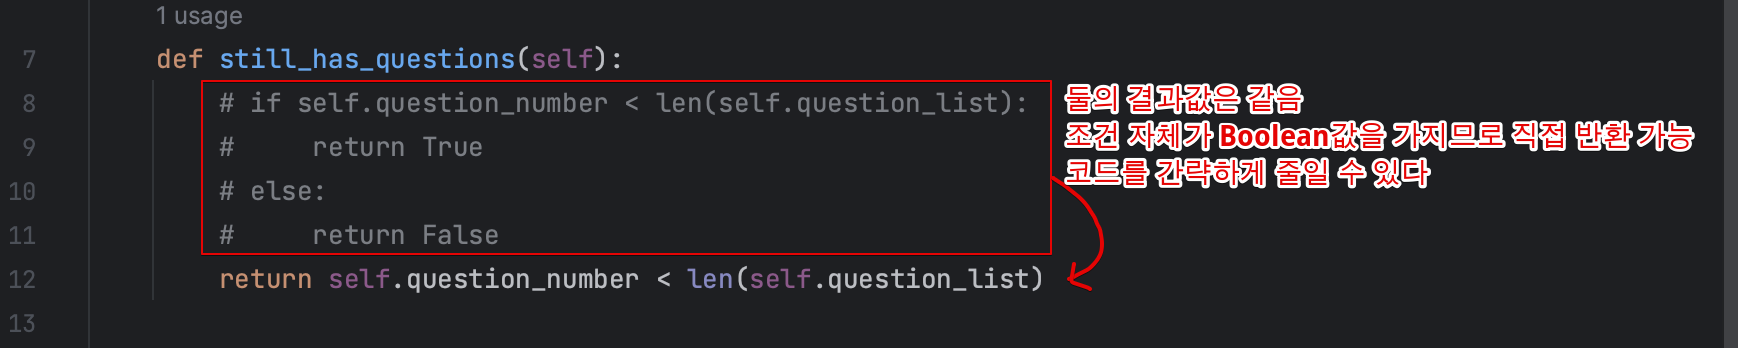 1 usage
7 def still_has_questions(self):
8 # if self.question_number < len(self.question_list):
9 #     return True
10 # else:
11 #     return False
12 return self.question_number < len(self.question_list)
13
둘의 결과값은 같음
조건 자체가 Boolean값을 가지므로 직접 반환 가능
코드를 간략하게 줄일 수 있다